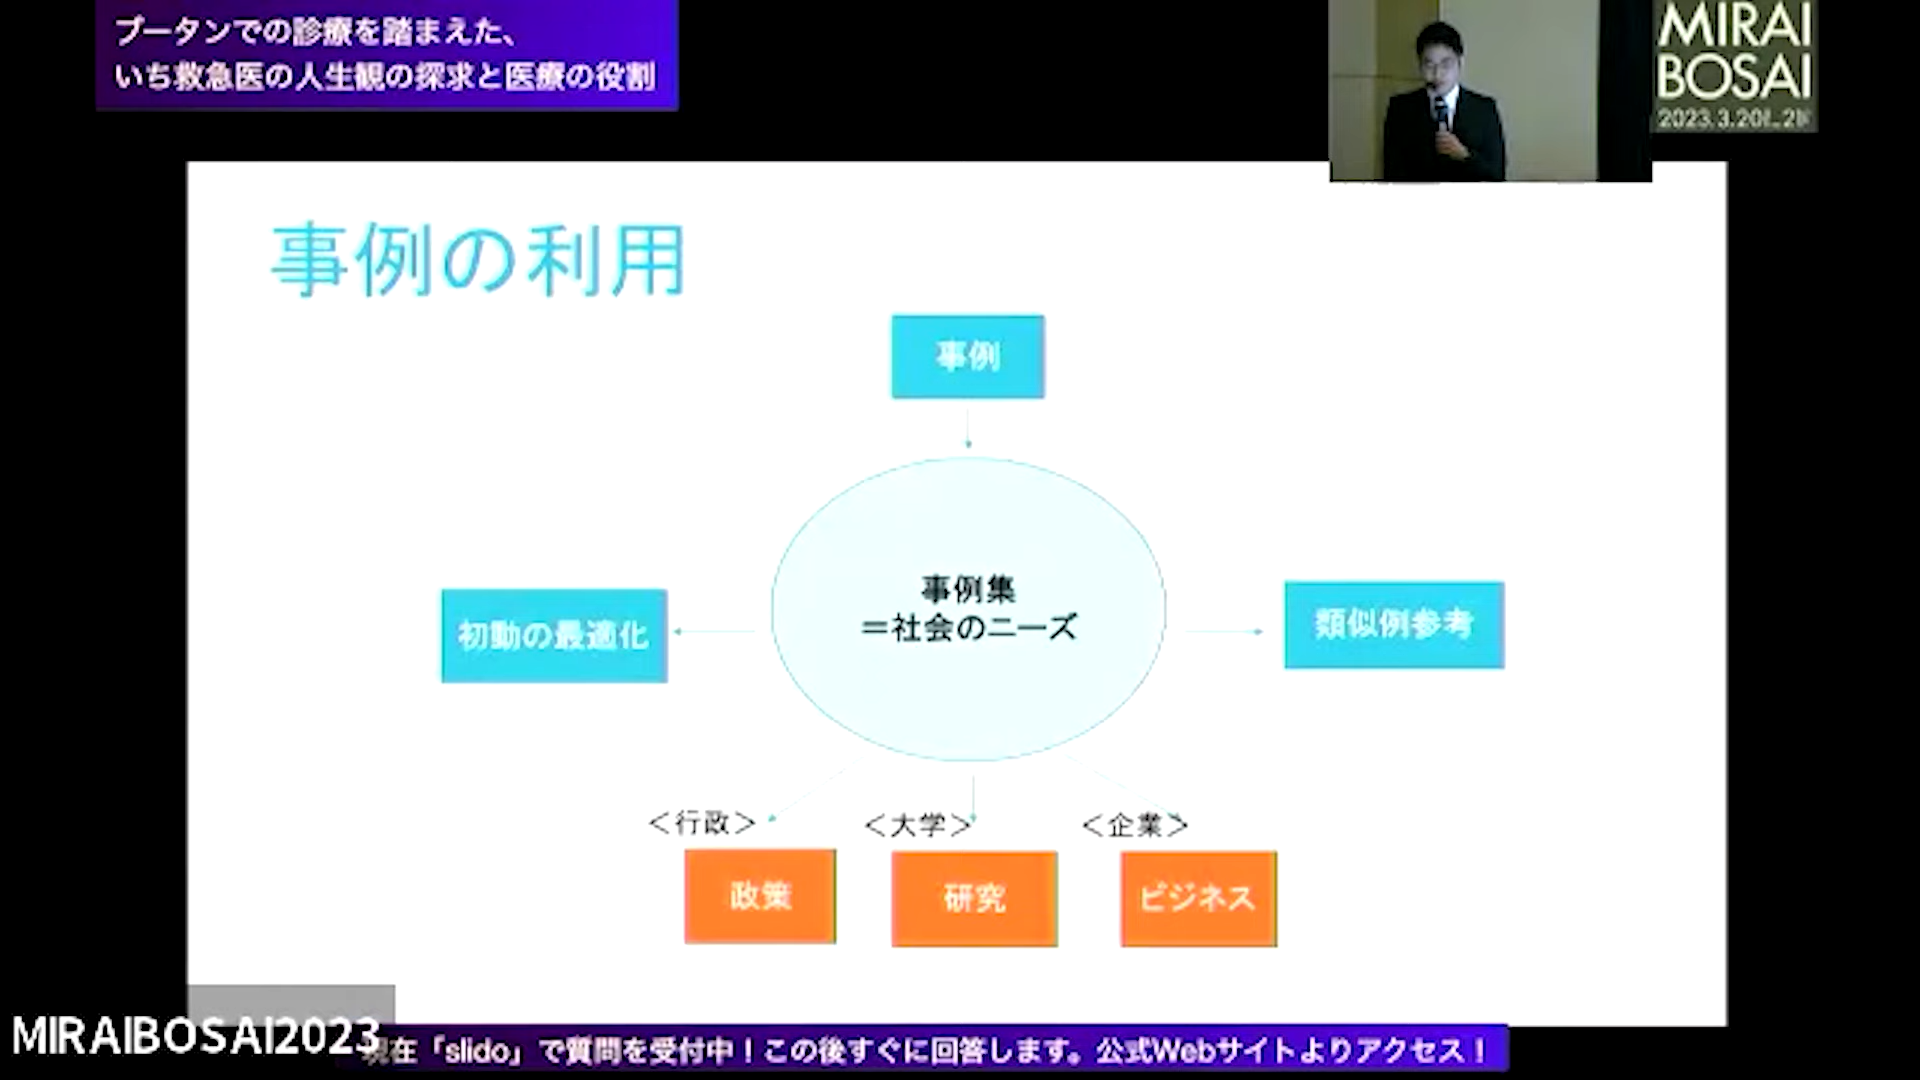 ブータンでの診療を踏まえた、
いち救急医の人生観の探求と医療の役割
MIRAI
BOSAI
事例の利用
事例
事例集
＝社会のニーズ
初動の最適化
類似例参考
＜行政＞
＜大学＞
＜企業＞
政策
研究
ビジネス
MIRAIBOSAI2023
現在「slido」で質問を受付中！この後すぐに回答します。公式Webサイトよりアクセス！